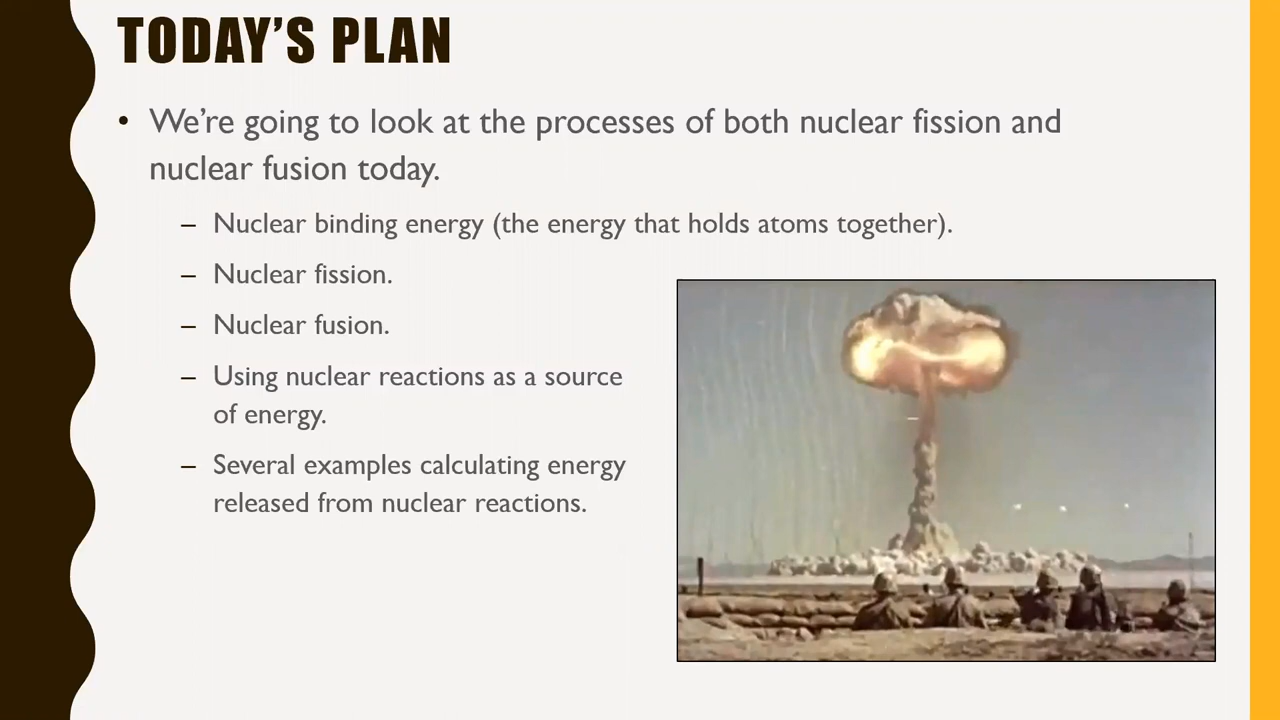 TODAY'S PLAN
• We're going to look at the processes of both nuclear fission and
nuclear fusion today.
– Nuclear binding energy (the energy that holds atoms together).
– Nuclear fission.
– Nuclear fusion.
– Using nuclear reactions as a source
of energy.
– Several examples calculating energy
released from nuclear reactions.